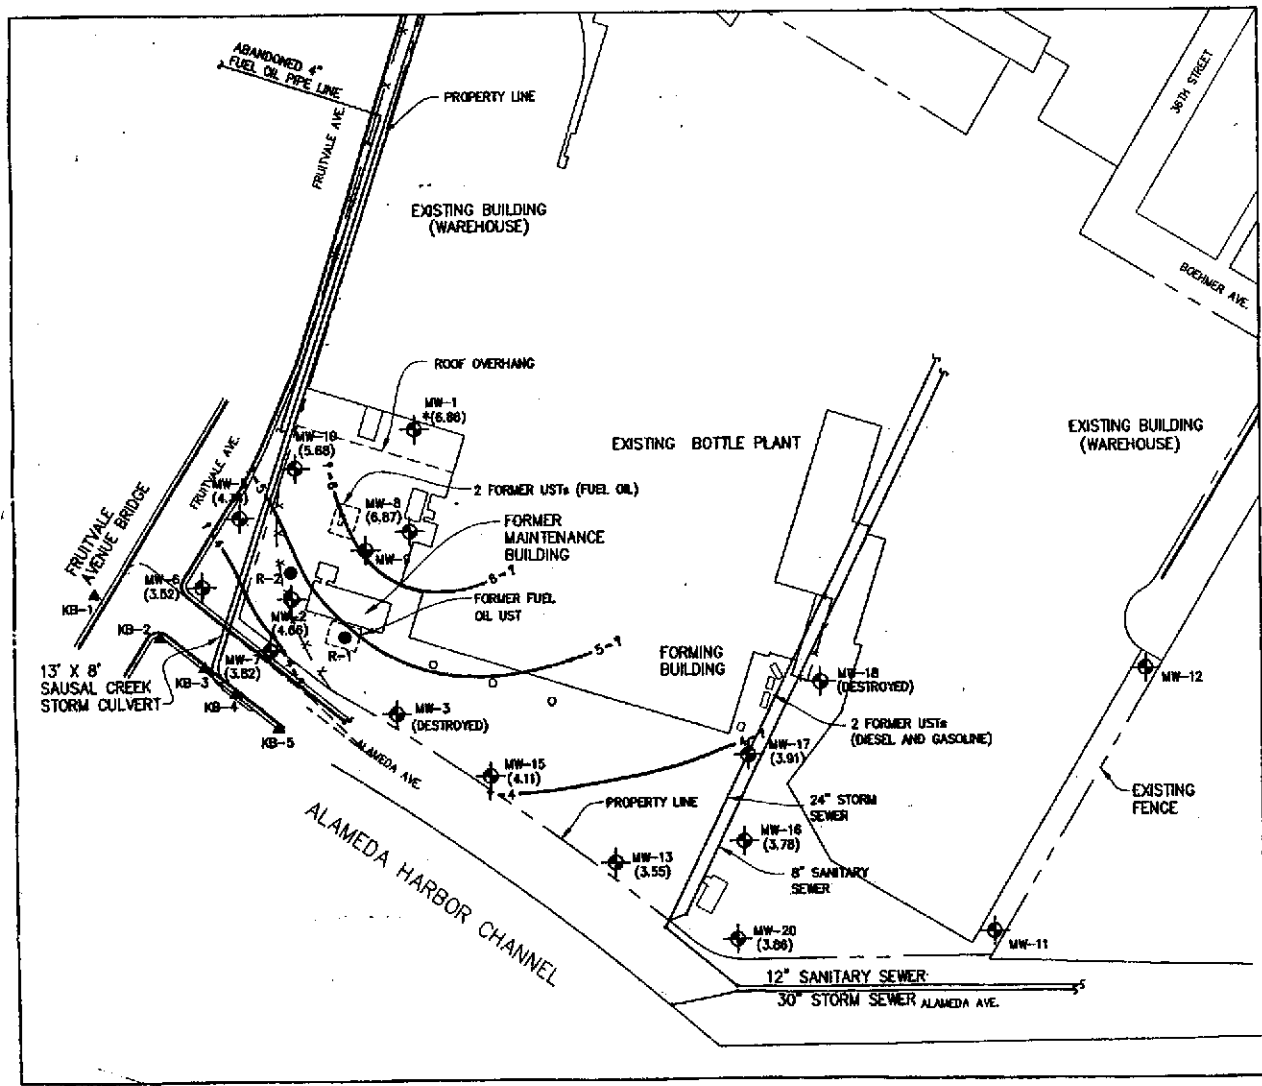 ABANDONED 4"
FUEL OIL PIPE LINE
FRUITVALE AVE.
PROPERTY LINE
36TH STREET
EXISTING BUILDING
(WAREHOUSE)
BOEHMER AVE.
ROOF OVERHANG
MW-1
*(6.86)
MW-10
(5.68)
EXISTING BOTTLE PLANT
EXISTING BUILDING
(WAREHOUSE)
FRUITVALE AVE.
2 FORMER USTs (FUEL OIL)
MW-8
(6.87)
MW-9
FORMER
MAINTENANCE
BUILDING
FRUITVALE
AVENUE BRIDGE
MW-6
(3.52)
R-2
MW-2
(4.66)
FORMER FUEL
OIL UST
R-1
6-?
5-?
KB-1
KB-2
KB-3
KB-4
KB-5
MW-7
(3.82)
13' X 8'
SAUSAL CREEK
STORM CULVERT
FORMING
BUILDING
MW-18
(DESTROYED)
MW-12
MW-3
(DESTROYED)
2 FORMER USTs
(DIESEL AND GASOLINE)
ALAMEDA AVE.
MW-17
(3.91)
MW-15
(4.11)
?-4
PROPERTY LINE
24" STORM
SEWER
EXISTING
FENCE
MW-16
(3.78)
MW-13
(3.55)
8" SANITARY
SEWER
ALAMEDA HARBOR CHANNEL
MW-20
(3.86)
MW-11
12" SANITARY SEWER
30" STORM SEWER
ALAMEDA AVE.